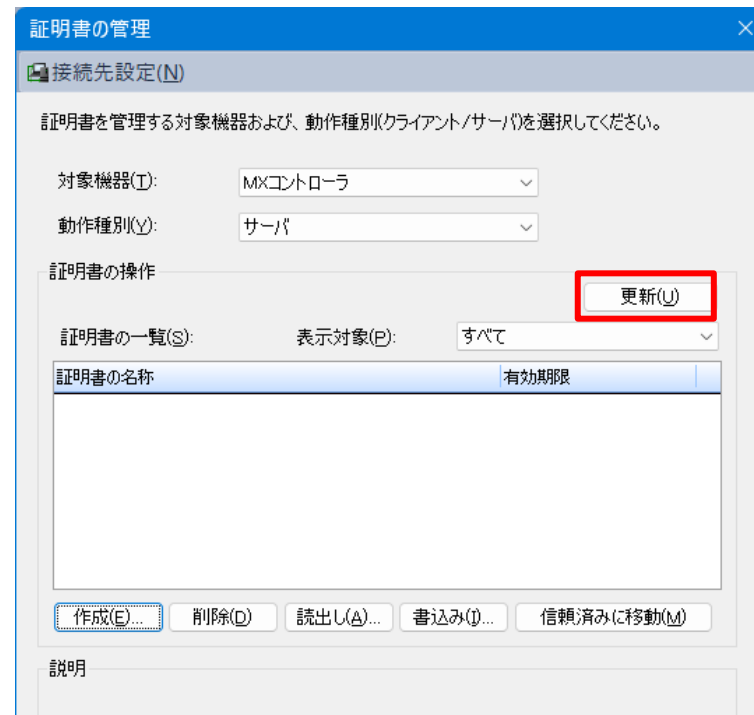 証明書の管理
接続先設定(N)
証明書を管理する対象機器および、動作種別(クライアント/サーバ)を選択してください。
対象機器(T): MXコントローラ
動作種別(Y): サーバ
証明書の操作
更新(U)
証明書の一覧(S): 表示対象(P): すべて
証明書の名称 有効期限
作成(E)... 削除(D) 読出し(A)... 書込み(I)... 信頼済みに移動(M)
説明